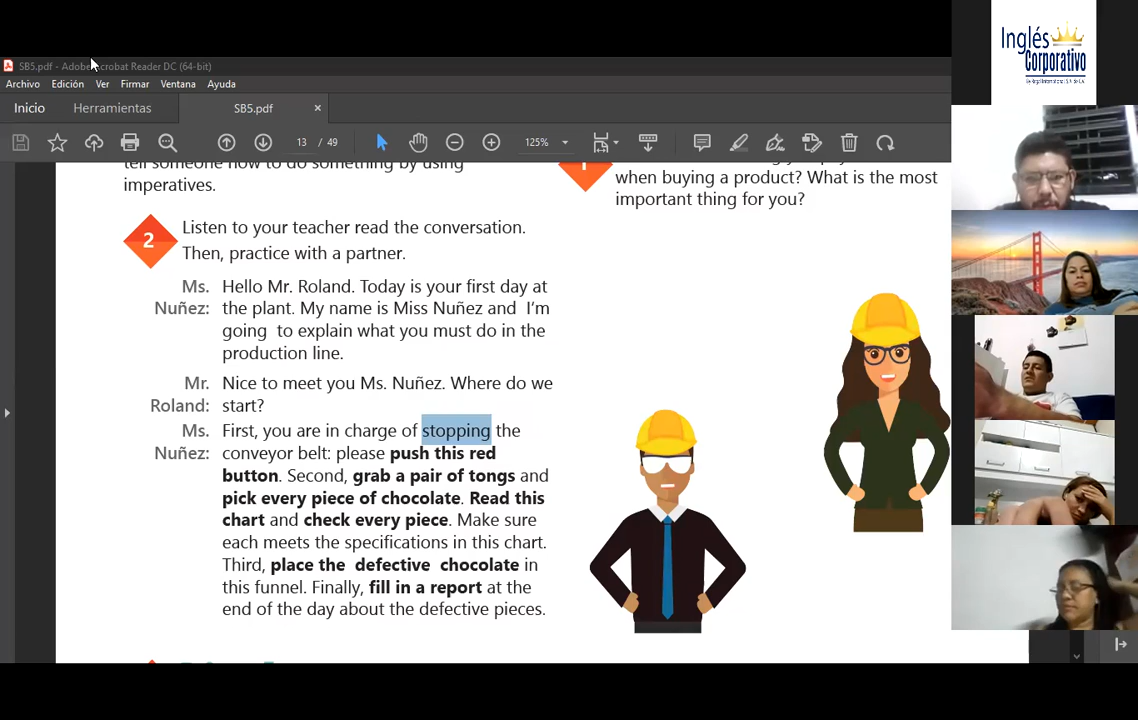 Inglés
Corporativo
SB5.pdf - Adobe Acrobat Reader DC (64-bit)
Archivo Edición Ver Firmar Ventana Ayuda
Inicio Herramientas SB5.pdf ×
13 / 49 125%
tell someone how to do something by using
imperatives.
when buying a product? What is the most
important thing for you?
2
Listen to your teacher read the conversation.
Then, practice with a partner.
Ms. Hello Mr. Roland. Today is your first day at
Nuñez: the plant. My name is Miss Nuñez and I'm
going to explain what you must do in the
production line.
Mr. Nice to meet you Ms. Nuñez. Where do we
Roland: start?
Ms. First, you are in charge of stopping the
Nuñez: conveyor belt: please push this red
button. Second, grab a pair of tongs and
pick every piece of chocolate. Read this
chart and check every piece. Make sure
each meets the specifications in this chart.
Third, place the defective chocolate in
this funnel. Finally, fill in a report at the
end of the day about the defective pieces.